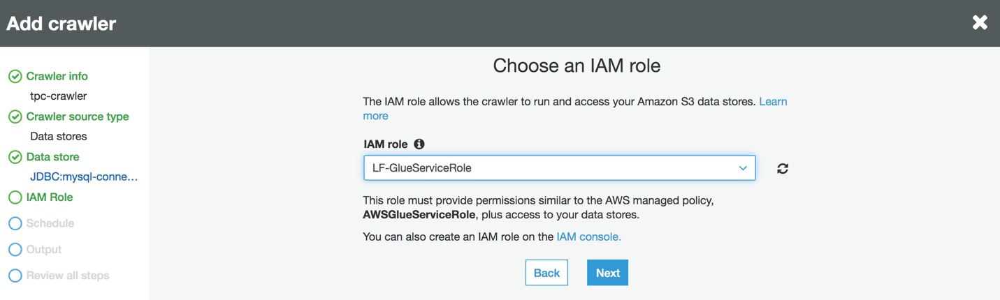 Add crawler
Crawler info
tpc-crawler
Crawler source type
Data stores
Data store
JDBC:mysql-conne...
IAM Role
Schedule
Output
Review all steps
Choose an IAM role
The IAM role allows the crawler to run and access your Amazon S3 data stores. Learn
more
IAM role
LF-GlueServiceRole
This role must provide permissions similar to the AWS managed policy,
AWSGlueServiceRole, plus access to your data stores.
You can also create an IAM role on the IAM console.
Back Next